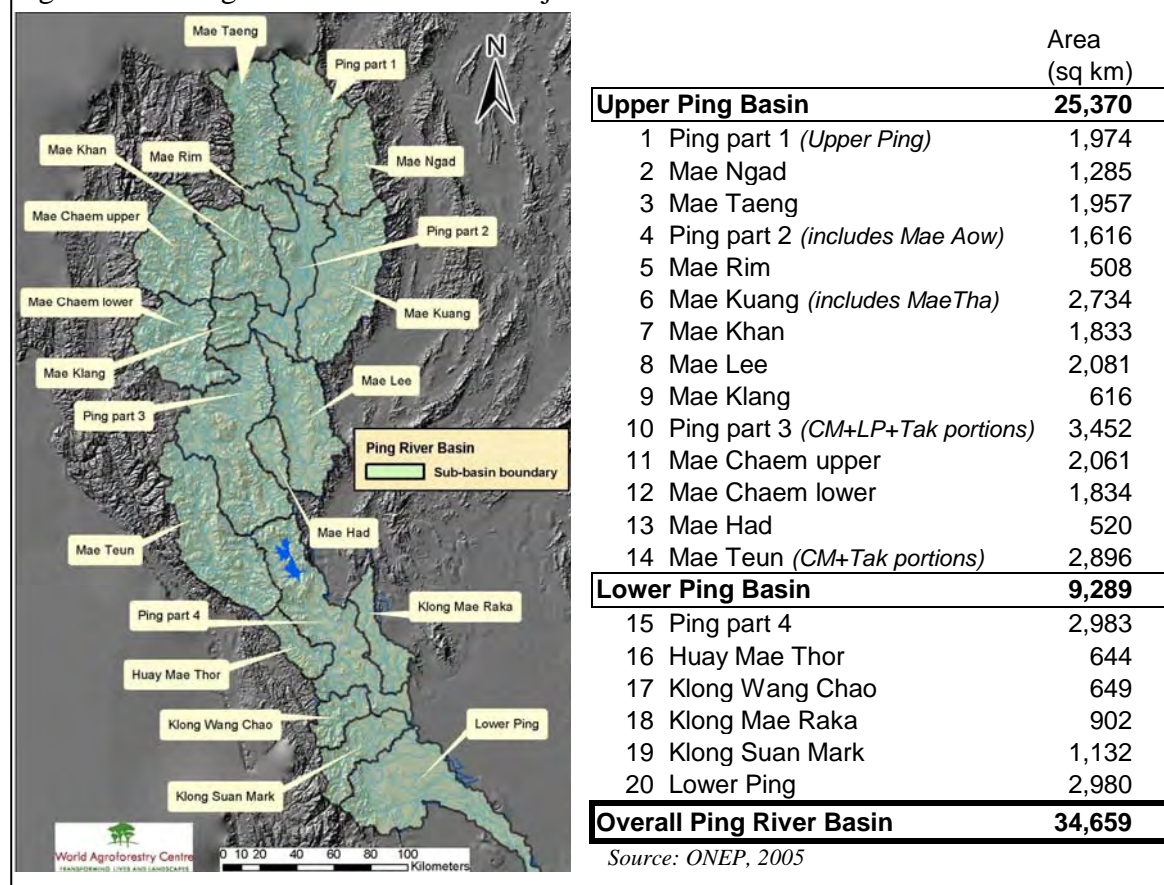 Mae Taeng
N
Ping part 1
Mae Khan
Mae Rim
Mae Ngad
Mae Chaem upper
Ping part 2
Mae Chaem lower
Mae Kuang
Mae Klang
Mae Lee
Ping part 3
Ping River Basin
Sub-basin boundary
Mae Had
Mae Teun
Klong Mae Raka
Ping part 4
Huay Mae Thor
Klong Wang Chao
Lower Ping
Klong Suan Mark
World Agroforestry Centre
TRANSFORMING LIVES AND LANDSCAPES
0 10 20 40 60 80 100
Kilometers
Area
(sq km)
Upper Ping Basin 25,370
1 Ping part 1 (Upper Ping) 1,974
2 Mae Ngad 1,285
3 Mae Taeng 1,957
4 Ping part 2 (includes Mae Aow) 1,616
5 Mae Rim 508
6 Mae Kuang (includes MaeTha) 2,734
7 Mae Khan 1,833
8 Mae Lee 2,081
9 Mae Klang 616
10 Ping part 3 (CM+LP+Tak portions) 3,452
11 Mae Chaem upper 2,061
12 Mae Chaem lower 1,834
13 Mae Had 520
14 Mae Teun (CM+Tak portions) 2,896
Lower Ping Basin 9,289
15 Ping part 4 2,983
16 Huay Mae Thor 644
17 Klong Wang Chao 649
18 Klong Mae Raka 902
19 Klong Suan Mark 1,132
20 Lower Ping 2,980
Overall Ping River Basin 34,659
Source: ONEP, 2005